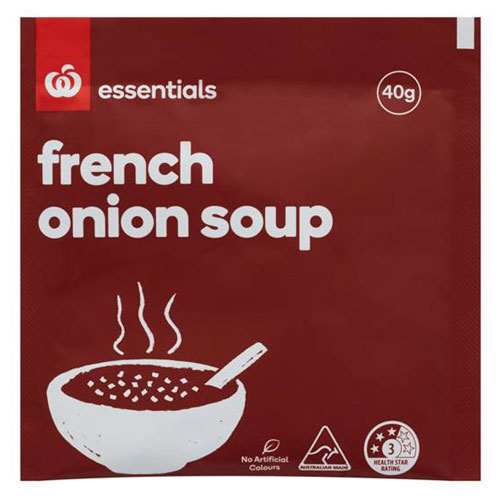 essentials
40g
french
onion soup
No Artificial
Colours
AUSTRALIAN MADE
3
HEALTH STAR
RATING